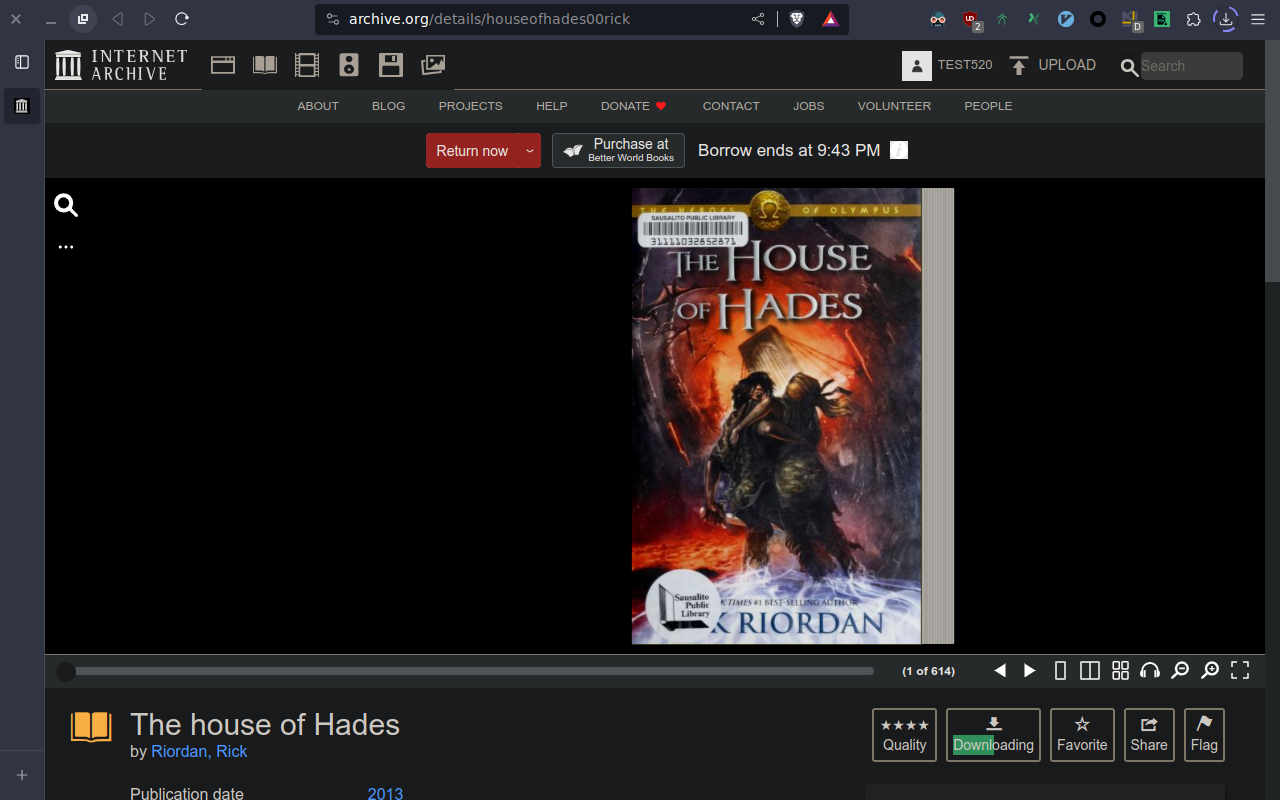 archive.org/details/houseofhades00rick
2
D
INTERNET
ARCHIVE
TEST520
UPLOAD
Search
ABOUT BLOG PROJECTS HELP DONATE CONTACT JOBS VOLUNTEER PEOPLE
Return now
Purchase at
Better World Books
Borrow ends at 9:43 PM
THE HEROES OF OLYMPUS
SAUSALITO PUBLIC LIBRARY
31111032852871
THE HOUSE
OF HADES
Sausalito
Public
Library
K TIMES #1 BEST-SELLING AUTHOR
K RIORDAN
(1 of 614)
The house of Hades
by Riordan, Rick
Quality
Downloading
Favorite
Share
Flag
Publication date 2013